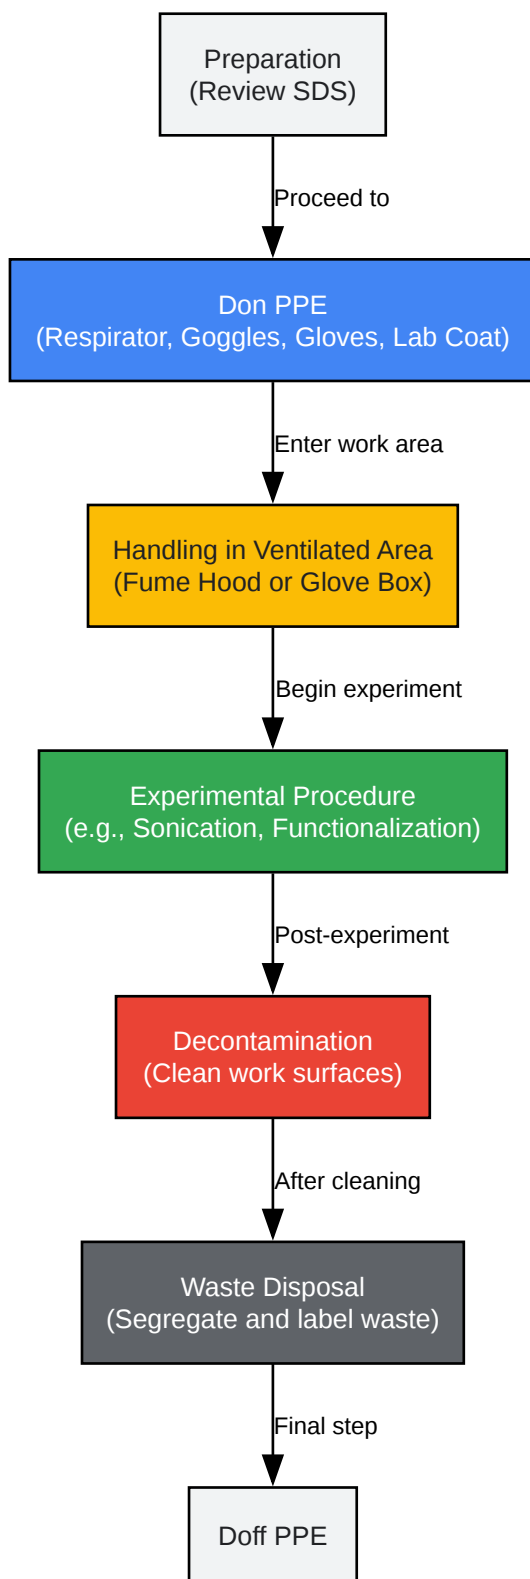 Preparation
(Review SDS)
Proceed to
Don PPE
(Respirator, Goggles, Gloves, Lab Coat)
Enter work area
Handling in Ventilated Area
(Fume Hood or Glove Box)
Begin experiment
Experimental Procedure
(e.g., Sonication, Functionalization)
Post-experiment
Decontamination
(Clean work surfaces)
After cleaning
Waste Disposal
(Segregate and label waste)
Final step
Doff PPE